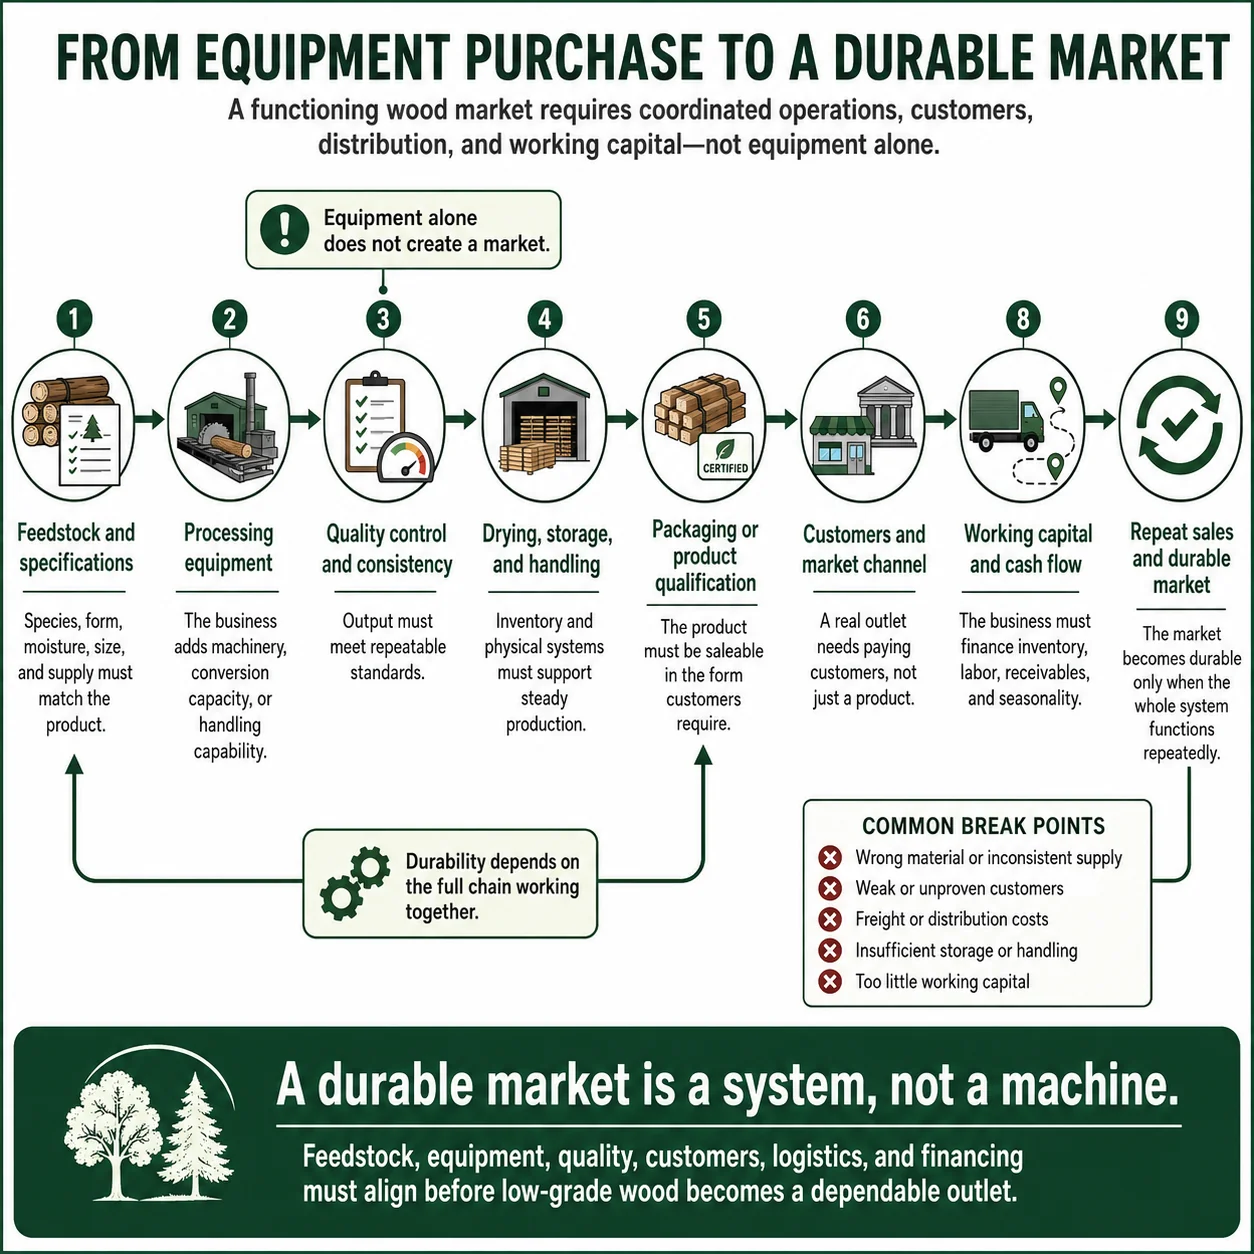 FROM EQUIPMENT PURCHASE TO A DURABLE MARKET
A functioning wood market requires coordinated operations, customers,
distribution, and working capital—not equipment alone.
Equipment alone
does not create a market.
1
Feedstock and
specifications
Species, form,
moisture, size,
and supply must
match the
product.
2
Processing
equipment
The business
adds machinery,
conversion
capacity, or
handling
capability.
3
Quality control
and consistency
Output must
meet repeatable
standards.
4
Drying, storage,
and handling
Inventory and
physical systems
must support
steady
production.
5
CERTIFIED
Packaging or
product
qualification
The product
must be saleable
in the form
customers
require.
6
Customers and
market channel
A real outlet
needs paying
customers, not
just a product.
8
Working capital
and cash flow
The business must
finance inventory,
labor, receivables,
and seasonality.
9
Repeat sales
and durable
market
The market
becomes durable
only when the
whole system
functions
repeatedly.
Durability depends on
the full chain working
together.
COMMON BREAK POINTS
Wrong material or inconsistent supply
Weak or unproven customers
Freight or distribution costs
Insufficient storage or handling
Too little working capital
A durable market is a system, not a machine.
Feedstock, equipment, quality, customers, logistics, and financing
must align before low-grade wood becomes a dependable outlet.